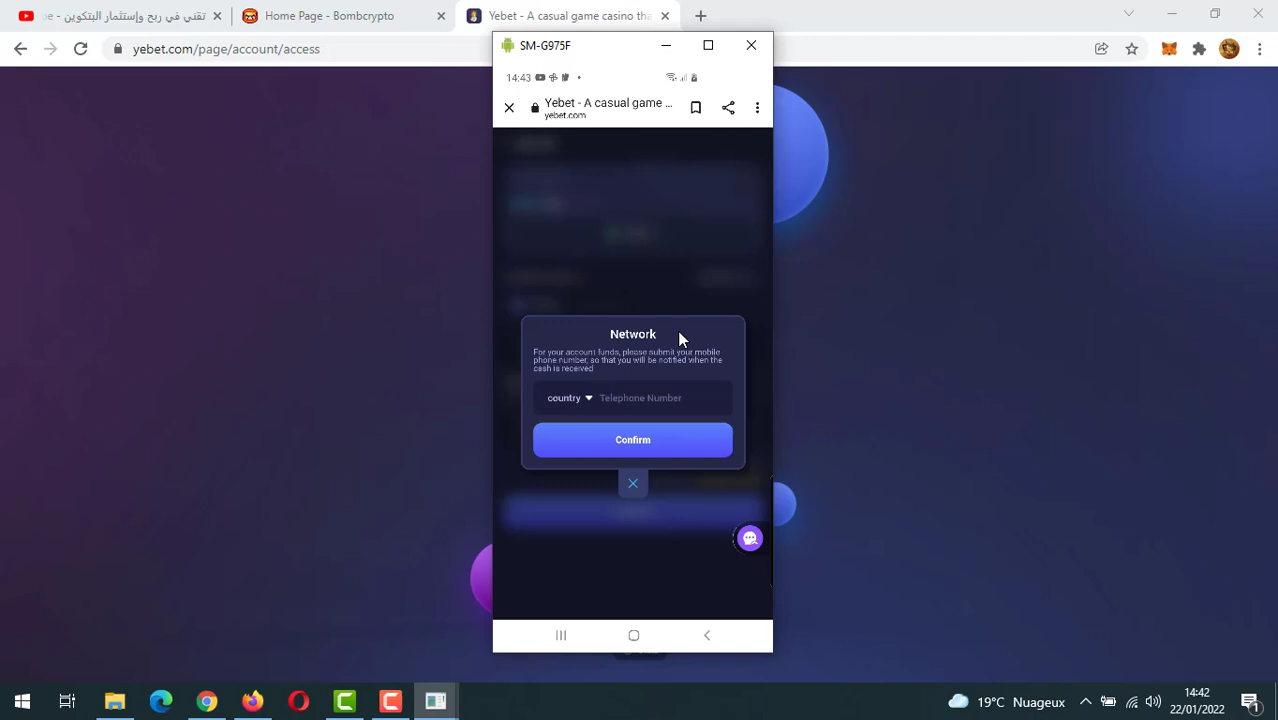 تقني في ربح وإستثمار البتكوين - be
Home Page - Bombcrypto
Yebet - A casual game casino tha
yebet.com/page/account/access
SM-G975F
14:43
Yebet - A casual game ...
yebet.com
Network
For your account funds, please submit your mobile
phone number, so that you will be notified when the
cash is received
country
Telephone Number
Confirm
19°C Nuageux
14:42
22/01/2022
1